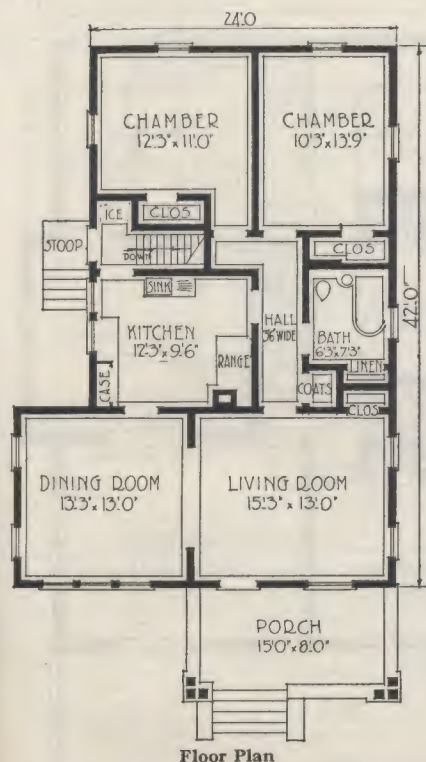 24'.0
CHAMBER
12'.3" x 11'.0"
CHAMBER
10'.3" x 13'.9"
ICE
CLOS
STOOP
DOWN
CLOS
SINK
42'.0"
KITCHEN
12'.3" x 9'.6"
HALL
3'6" WIDE
BATH
6'.3" x 7'.3"
RANGE
LINEN
CASE
COATS
CLOS
DINING ROOM
13'.3" x 13'.0"
LIVING ROOM
15'.3" x 13'.0"
PORCH
15'.0" x 8'.0"
Floor Plan